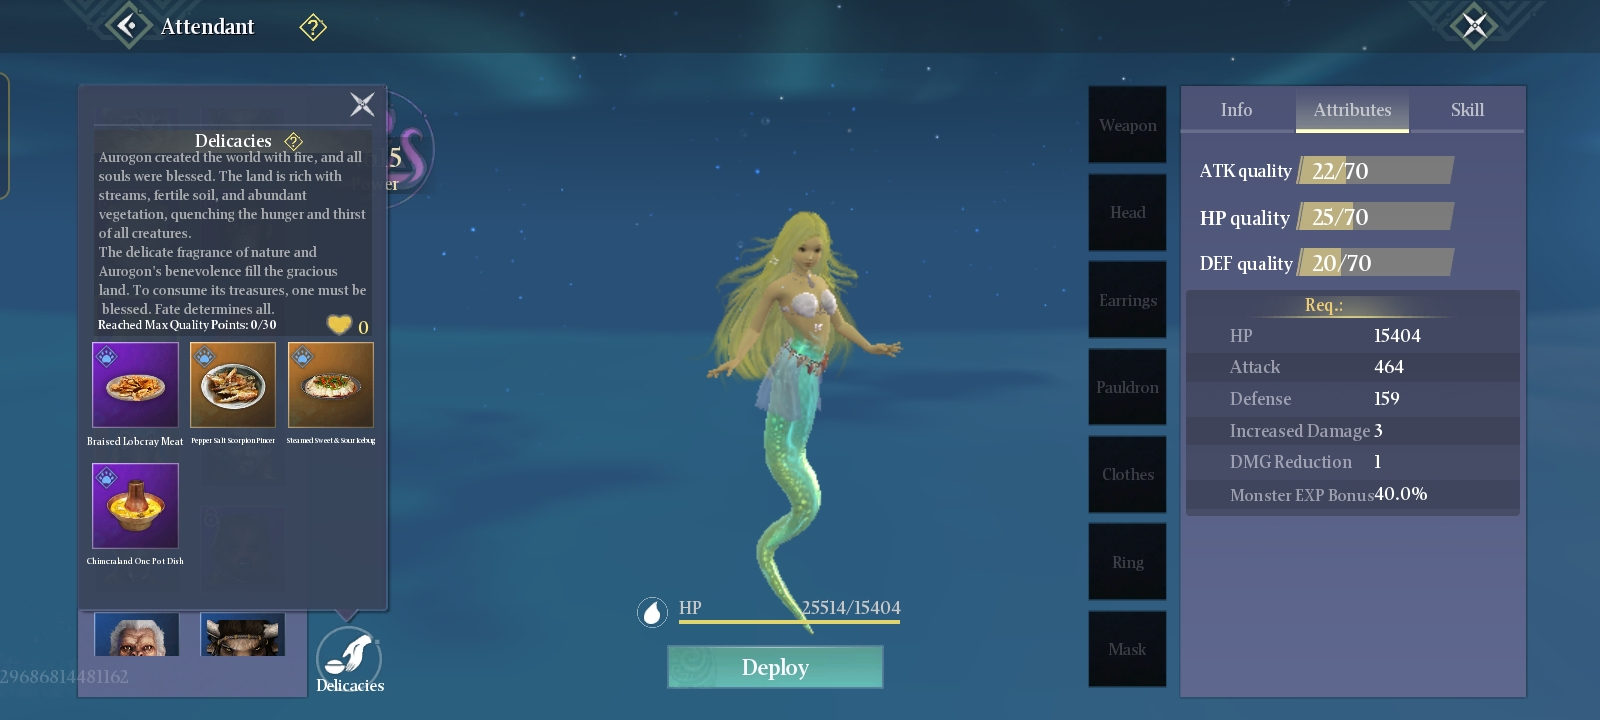 Attendant
Delicacies
Aurogon created the world with fire, and all
souls were blessed. The land is rich with
streams, fertile soil, and abundant
vegetation, quenching the hunger and thirst
of all creatures.
The delicate fragrance of nature and
Aurogon's benevolence fill the gracious
land. To consume its treasures, one must be
blessed. Fate determines all.
Reached Max Quality Points: 0/30
0
Braised Lobcray Meat
Pepper Salt Scorpion Pincer
Steamed Sweet & Sour Icebug
Chimeraland One Pot Dish
29686814481162
Delicacies
HP
25514/15404
Deploy
Weapon
Head
Earrings
Pauldron
Clothes
Ring
Mask
Info
Attributes
Skill
ATK quality 22/70
HP quality 25/70
DEF quality 20/70
Req.:
HP 15404
Attack 464
Defense 159
Increased Damage 3
DMG Reduction 1
Monster EXP Bonus 40.0%